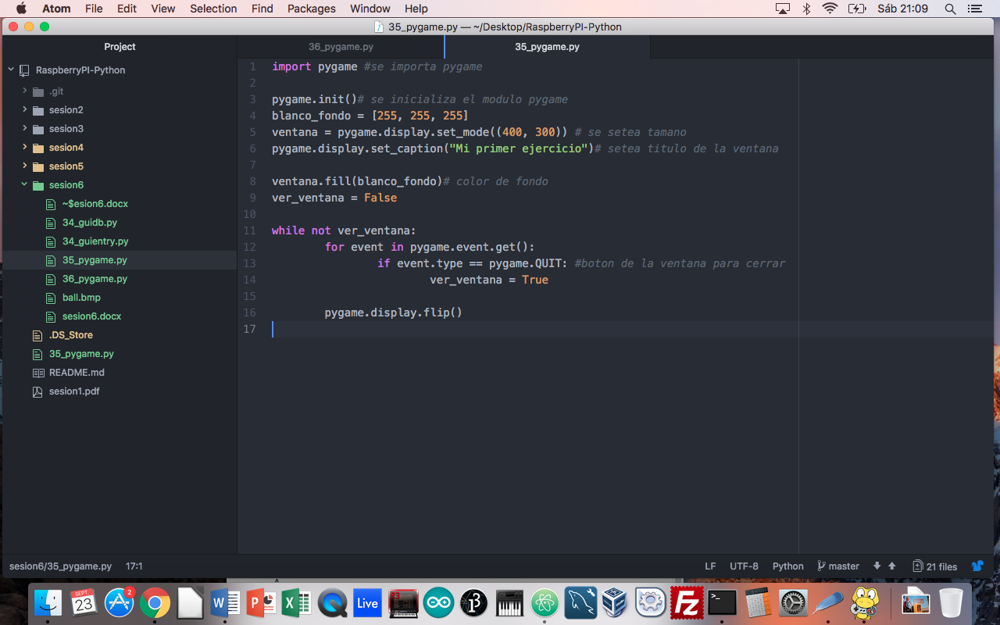 Atom File Edit View Selection Find Packages Window Help Sáb 21:09
35_pygame.py — ~/Desktop/RaspberryPI-Python
Project
36_pygame.py 35_pygame.py
RaspberryPI-Python
.git
sesion2
sesion3
sesion4
sesion5
sesion6
~$esion6.docx
34_guidb.py
34_guientry.py
35_pygame.py
36_pygame.py
ball.bmp
sesion6.docx
.DS_Store
35_pygame.py
README.md
sesion1.pdf
1 import pygame #se importa pygame
2
3 pygame.init()# se inicializa el modulo pygame
4 blanco_fondo = [255, 255, 255]
5 ventana = pygame.display.set_mode((400, 300)) # se setea tamano
6 pygame.display.set_caption("Mi primer ejercicio")# setea titulo de la ventana
7
8 ventana.fill(blanco_fondo)# color de fondo
9 ver_ventana = False
10
11 while not ver_ventana:
12 for event in pygame.event.get():
13 if event.type == pygame.QUIT: #boton de la ventana para cerrar
14 ver_ventana = True
15
16 pygame.display.flip()
17
sesion6/35_pygame.py 17:1 LF UTF-8 Python master 21 files
SEPT
23
2
W
P
X
Live
Fz
>_